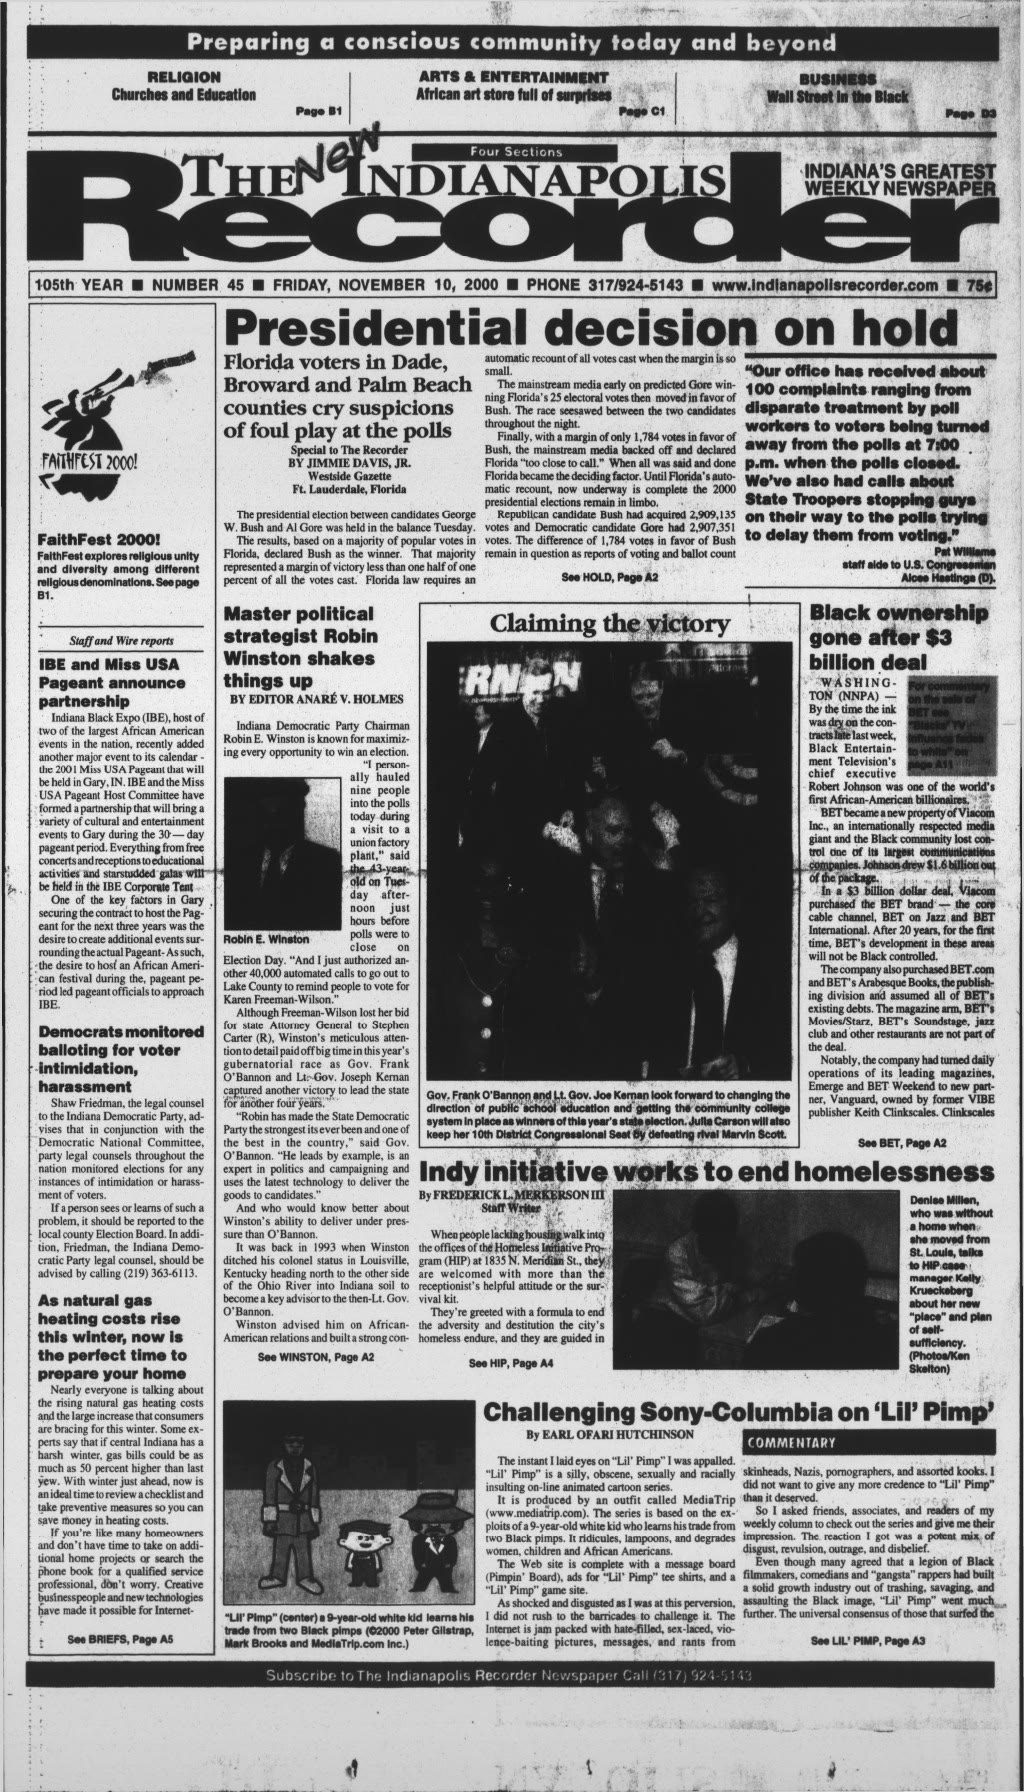 Preparing a conscious community today and beyond
RELIGION
Churches and Education
Page B1
ARTS & ENTERTAINMENT
African art store full of surprises
Page C1
BUSINESS
Wall Street in the Black
Page D3
Four Sections
THE New INDIANAPOLIS
Recorder
INDIANA'S GREATEST
WEEKLY NEWSPAPER
105th YEAR ■ NUMBER 45 ■ FRIDAY, NOVEMBER 10, 2000 ■ PHONE 317/924-5143 ■ www.indianapolisrecorder.com ■ 75¢
FAITHFEST 2000!
FaithFest 2000!
FaithFest explores religious unity
and diversity among different
religious denominations. See page
B1.
Staff and Wire reports
IBE and Miss USA
Pageant announce
partnership
Indiana Black Expo (IBE), host of
two of the largest African American
events in the nation, recently added
another major event to its calendar -
the 2001 Miss USA Pageant that will
be held in Gary, IN. IBE and the Miss
USA Pageant Host Committee have
formed a partnership that will bring a
variety of cultural and entertainment
events to Gary during the 30 — day
pageant period. Everything from free
concerts and receptions to educational
activities and starstudded galas will
be held in the IBE Corporate Tent
One of the key factors in Gary
securing the contract to host the Pag-
eant for the next three years was the
desire to create additional events sur-
rounding the actual Pageant- As such,
the desire to host an African Ameri-
can festival during the, pageant pe-
riod led pageant officials to approach
IBE.
Democrats monitored
balloting for voter
intimidation,
harassment
Shaw Friedman, the legal counsel
to the Indiana Democratic Party, ad-
vises that in conjunction with the
Democratic National Committee,
party legal counsels throughout the
nation monitored elections for any
instances of intimidation or harass-
ment of voters.
If a person sees or learns of such a
problem, it should be reported to the
local county Election Board. In addi-
tion, Friedman, the Indiana Demo-
cratic Party legal counsel, should be
advised by calling (219) 363-6113.
As natural gas
heating costs rise
this winter, now is
the perfect time to
prepare your home
Nearly everyone is talking about
the rising natural gas heating costs
and the large increase that consumers
are bracing for this winter. Some ex-
perts say that if central Indiana has a
harsh winter, gas bills could be as
much as 50 percent higher than last
yew. With winter just ahead, now is
an ideal time to review a checklist and
take preventive measures so you can
save money in heating costs.
If you're like many homeowners
and don't have time to take on addi-
tional home projects or search the
phone book for a qualified service
professional, don't worry. Creative
businesspeople and new technologies
have made it possible for Internet-
See BRIEFS, Page A5
Presidential decision on hold
Florida voters in Dade,
Broward and Palm Beach
counties cry suspicions
of foul play at the polls
Special to The Recorder
BY JIMMIE DAVIS, JR.
Westside Gazette
Ft. Lauderdale, Florida
The presidential election between candidates George
W. Bush and Al Gore was held in the balance Tuesday.
The results, based on a majority of popular votes in
Florida, declared Bush as the winner. That majority
represented a margin of victory less than one half of one
percent of all the votes cast. Florida law requires an
automatic recount of all votes cast when the margin is so
small.
The mainstream media early on predicted Gore win-
ning Florida's 25 electoral votes then moved in favor of
Bush. The race seesawed between the two candidates
throughout the night.
Finally, with a margin of only 1,784 votes in favor of
Bush, the mainstream media backed off and declared
Florida "too close to call." When all was said and done
Florida became the deciding factor. Until Florida's auto-
matic recount, now underway is complete the 2000
presidential elections remain in limbo.
Republican candidate Bush had acquired 2,909,135
votes and Democratic candidate Gore had 2,907,351
votes. The difference of 1,784 votes in favor of Bush
remain in question as reports of voting and ballot count
See HOLD, Page A2
"Our office has received about
100 complaints ranging from
disparate treatment by poll
workers to voters being turned
away from the polls at 7:00
p.m. when the polls closed.
We've also had calls about
State Troopers stopping guys
on their way to the polls trying
to delay them from voting."
Pat Williams
staff aide to U.S. Congressman
Alcee Hastings (D).
Master political
strategist Robin
Winston shakes
things up
BY EDITOR ANARÉ V. HOLMES
Indiana Democratic Party Chairman
Robin E. Winston is known for maximiz-
ing every opportunity to win an election.
"I person-
ally hauled
nine people
into the polls
today during
a visit to a
union factory
plant," said
the 43-year-
old on Tues-
day after-
noon just
hours before
polls were to
close on
Robin E. Winston
Election Day. "And I just authorized an-
other 40,000 automated calls to go out to
Lake County to remind people to vote for
Karen Freeman-Wilson."
Although Freeman-Wilson lost her bid
for state Attorney General to Stephen
Carter (R), Winston's meticulous atten-
tion to detail paid off big time in this year's
gubernatorial race as Gov. Frank
O'Bannon and Lt. Gov. Joseph Kernan
captured another victory to lead the state
for another four years.
"Robin has made the State Democratic
Party the strongest its ever been and one of
the best in the country," said Gov.
O'Bannon. "He leads by example, is an
expert in politics and campaigning and
uses the latest technology to deliver the
goods to candidates."
And who would know better about
Winston's ability to deliver under pres-
sure than O'Bannon.
It was back in 1993 when Winston
ditched his colonel status in Louisville,
Kentucky heading north to the other side
of the Ohio River into Indiana soil to
become a key advisor to the then-Lt. Gov.
O'Bannon.
Winston advised him on African-
American relations and built a strong con-
See WINSTON, Page A2
Claiming the victory
Gov. Frank O'Bannon and Lt. Gov. Joe Kernan look forward to changing the
direction of public school education and getting the community college
system in place as winners of this year's state election. Julia Carson will also
keep her 10th District Congressional Seat by defeating rival Marvin Scott.
Black ownership
gone after $3
billion deal
WASHING-
TON (NNPA) —
By the time the ink
was dry on the con-
tracts late last week,
Black Entertain-
ment Television's
chief executive
For commentary
on the sale of
BET see
"Blacks' TV
influence fades
to white" on
page A11
Robert Johnson was one of the world's
first African-American billionaires.
BET became a new property of Viacom
Inc., an internationally respected media
giant and the Black community lost con-
trol one of its largest communications
companies. Johnson drew $1.6 billion out
of the package.
In a $3 billion dollar deal, Viacom
purchased the BET brand — the core
cable channel, BET on Jazz and BET
International. After 20 years, for the first
time, BET's development in these areas
will not be Black controlled.
The company also purchased BET.com
and BET's Arabesque Books, the publish-
ing division and assumed all of BET's
existing debts. The magazine arm, BET's
Movies/Starz, BET's Soundstage, jazz
club and other restaurants are not part of
the deal.
Notably, the company had turned daily
operations of its leading magazines,
Emerge and BET Weekend to new part-
ner, Vanguard, owned by former VIBE
publisher Keith Clinkscales. Clinkscales
See BET, Page A2
Indy initiative works to end homelessness
By FREDERICK L. MERKERSON III
Staff Writer
When people lacking housing walk into
the offices of the Homeless Initiative Pro-
gram (HIP) at 1835 N. Meridian St., they
are welcomed with more than the
receptionist's helpful attitude or the sur-
vival kit.
They're greeted with a formula to end
the adversity and destitution the city's
homeless endure, and they are guided in
See HIP, Page A4
Denise Millen,
who was without
a home when
she moved from
St. Louis, talks
to HIP case
manager Kelly
Krueckeberg
about her new
"place" and plan
of self-
sufficiency.
(Photos/Ken
Skelton)
"Lil' Pimp" (center) a 9-year-old white kid learns his
trade from two Black pimps (©2000 Peter Gilstrap,
Mark Brooks and MediaTrip.com Inc.)
Challenging Sony-Columbia on 'Lil' Pimp'
By EARL OFARI HUTCHINSON
COMMENTARY
The instant I laid eyes on "Lil' Pimp" I was appalled.
"Lil' Pimp" is a silly, obscene, sexually and racially
insulting on-line animated cartoon series.
It is produced by an outfit called MediaTrip
(www.mediatrip.com). The series is based on the ex-
ploits of a 9-year-old white kid who learns his trade from
two Black pimps. It ridicules, lampoons, and degrades
women, children and African Americans.
The Web site is complete with a message board
(Pimpin' Board), ads for "Lil' Pimp" tee shirts, and a
"Lil' Pimp" game site.
As shocked and disgusted as I was at this perversion,
I did not rush to the barricades to challenge it. The
Internet is jam packed with hate-filled, sex-laced, vio-
lence-baiting pictures, messages, and rants from
skinheads, Nazis, pornographers, and assorted kooks. I
did not want to give any more credence to "Lil' Pimp"
than it deserved.
So I asked friends, associates, and readers of my
weekly column to check out the series and give me their
impression. The reaction I got was a potent mix of
disgust, revulsion, outrage, and disbelief.
Even though many agreed that a legion of Black
filmmakers, comedians and "gangsta" rappers had built
a solid growth industry out of trashing, savaging, and
assaulting the Black image, "Lil' Pimp" went much
further. The universal consensus of those that surfed the
See LIL' PIMP, Page A3
Subscribe to The Indianapolis Recorder Newspaper Call (317) 924-5143